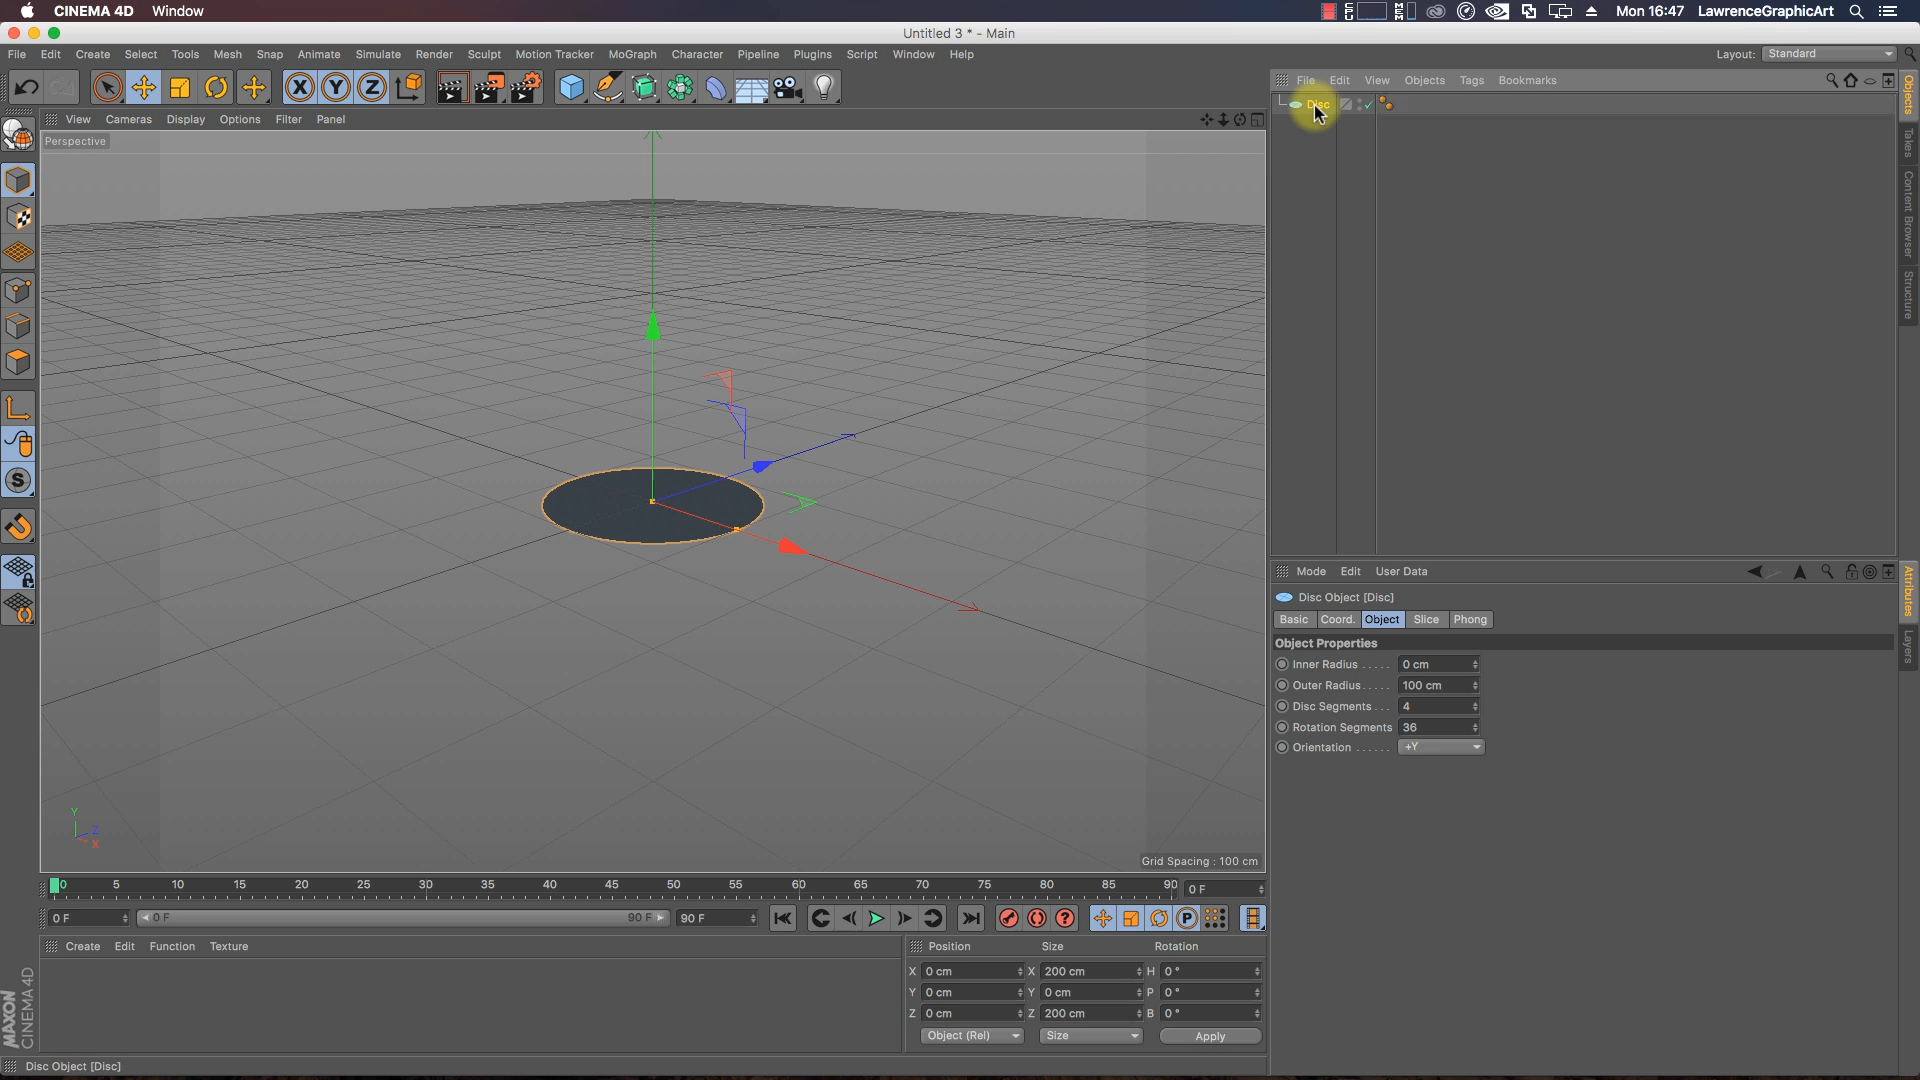 CINEMA 4D Window
Mon 16:47 LawrenceGraphicArt
Untitled 3 * - Main
File Edit Create Select Tools Mesh Snap Animate Simulate Render Sculpt Motion Tracker MoGraph Character Pipeline Plugins Script Window Help
Layout: Standard
X Y Z
View Cameras Display Options Filter Panel
Perspective
File Edit View Objects Tags Bookmarks
Disc
Objects
Takes
Content Browser
Structure
S
Y
Z
X
Grid Spacing : 100 cm
0 5 10 15 20 25 30 35 40 45 50 55 60 65 70 75 80 85 90
0 F
0 F 0 F 90 F 90 F
P
Create Edit Function Texture
MAXON
CINEMA 4D
Position Size Rotation
X 0 cm X 200 cm H 0 °
Y 0 cm Y 0 cm P 0 °
Z 0 cm Z 200 cm B 0 °
Object (Rel) Size Apply
Disc Object [Disc]
Mode Edit User Data
Disc Object [Disc]
Basic Coord. Object Slice Phong
Object Properties
Inner Radius ..... 0 cm
Outer Radius..... 100 cm
Disc Segments ... 4
Rotation Segments 36
Orientation ...... +Y
Attributes
Layers